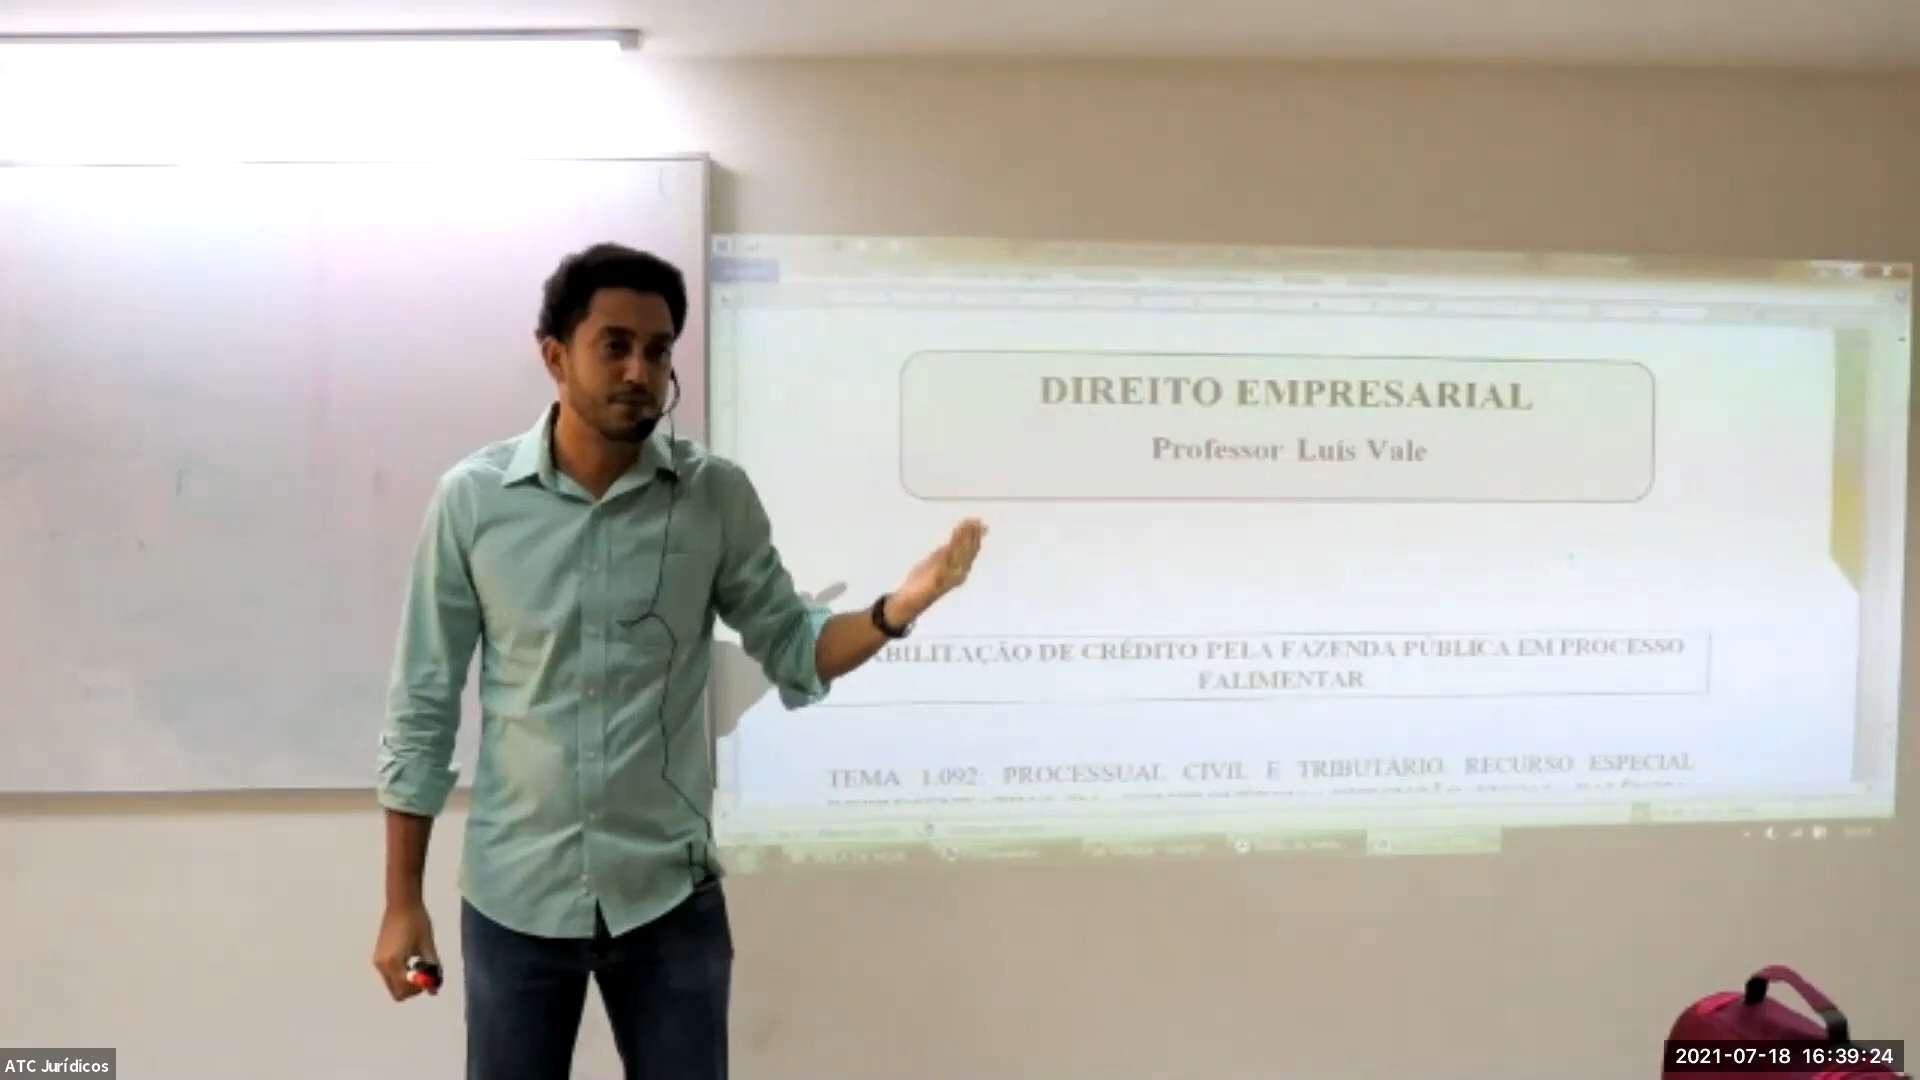 DIREITO EMPRESARIAL
Professor Luis Vale
ABILITAÇÃO DE CRÉDITO PELA FAZENDA PÚBLICA EM PROCESSO
FALIMENTAR
TEMA 1.092: PROCESSUAL CIVIL E TRIBUTÁRIO. RECURSO ESPECIAL
ATC Jurídicos
2021-07-18 16:39:24